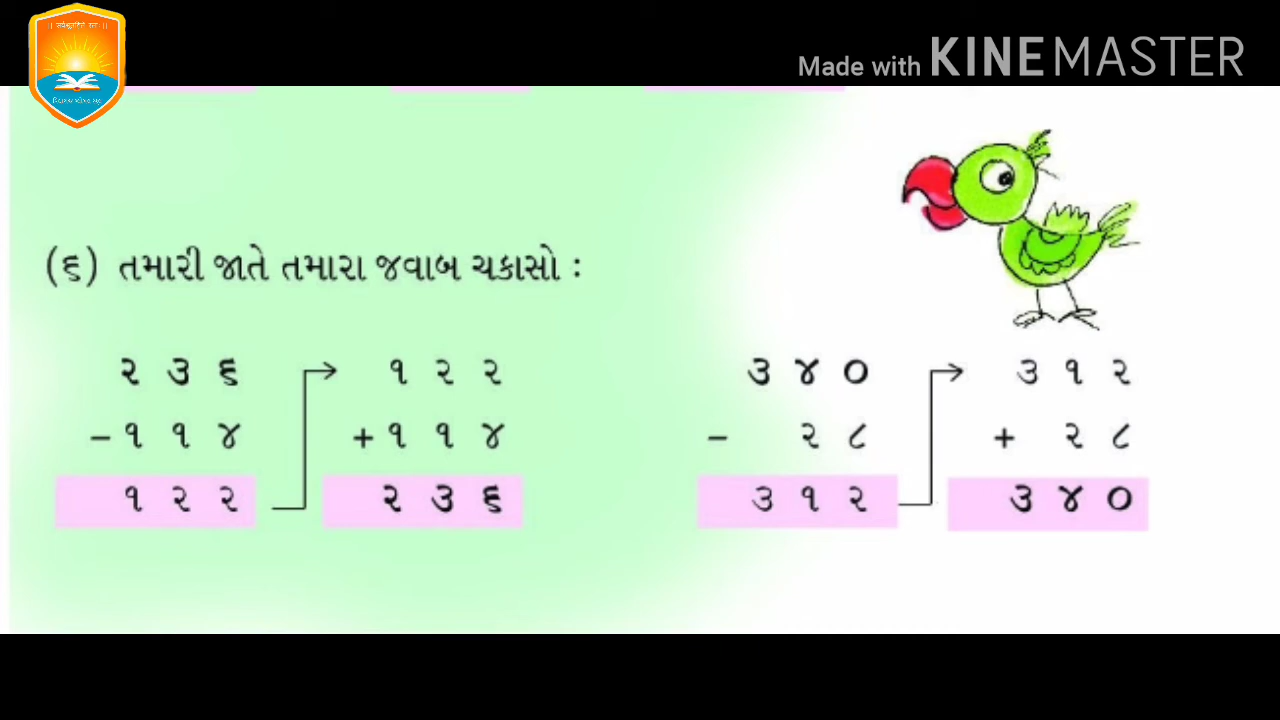 Made with KINEMASTER
(૬) તમારી જાતે તમારા જવાબ ચકાસો :
૨ ૩ ૬ ૧ ૨ ૨ ૩ ૪ ૦ ૩ ૧ ૨
– ૧ ૧ ૪ + ૧ ૧ ૪ – ૨ ૮ + ૨ ૮
૧ ૨ ૨ ૨ ૩ ૬ ૩ ૧ ૨ ૩ ૪ ૦